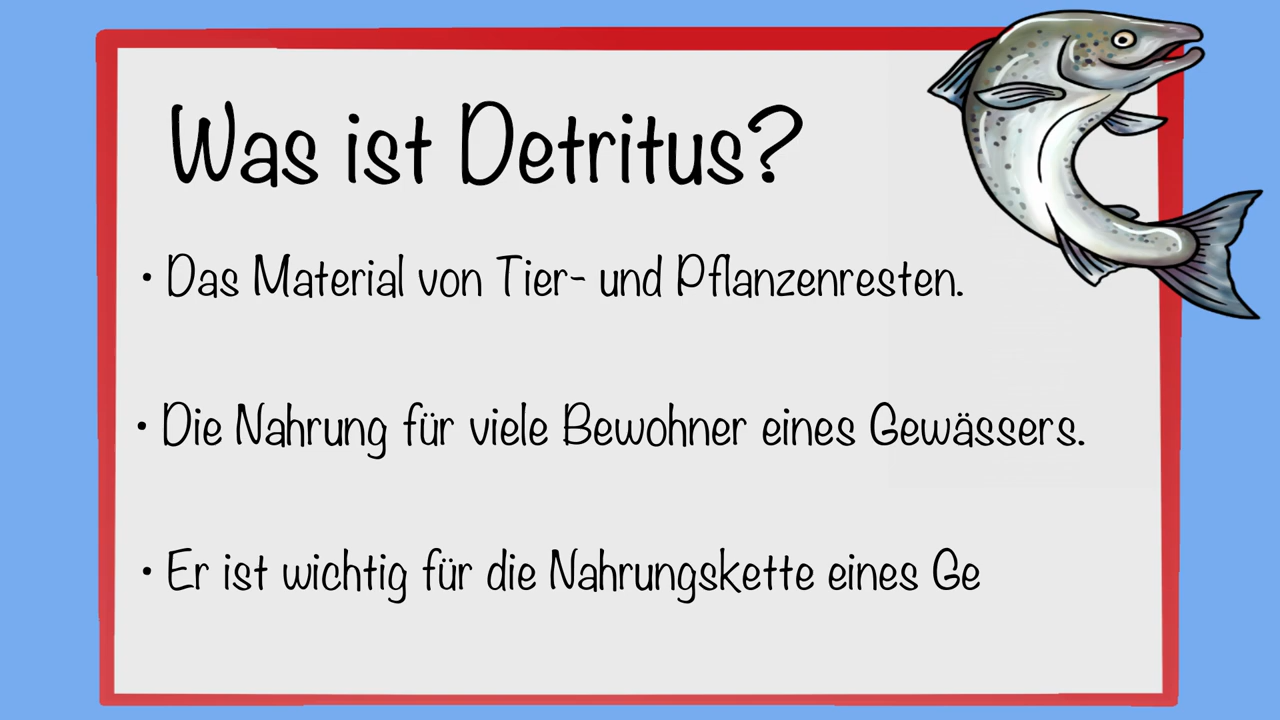 Was ist Detritus?
• Das Material von Tier- und Pflanzenresten.
• Die Nahrung für viele Bewohner eines Gewässers.
• Er ist wichtig für die Nahrungskette eines Ge